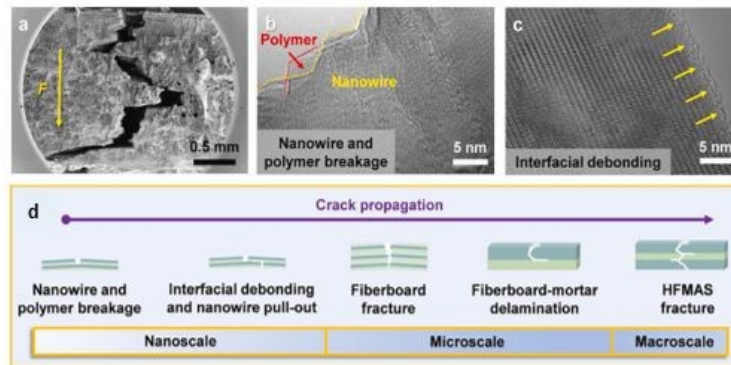 a
F
0.5 mm
b
Polymer
Nanowire
Nanowire and
polymer breakage
5 nm
c
Interfacial debonding
5 nm
d
Crack propagation
Nanowire and
polymer breakage
Interfacial debonding
and nanowire pull-out
Fiberboard
fracture
Fiberboard-mortar
delamination
HFMAS
fracture
Nanoscale
Microscale
Macroscale